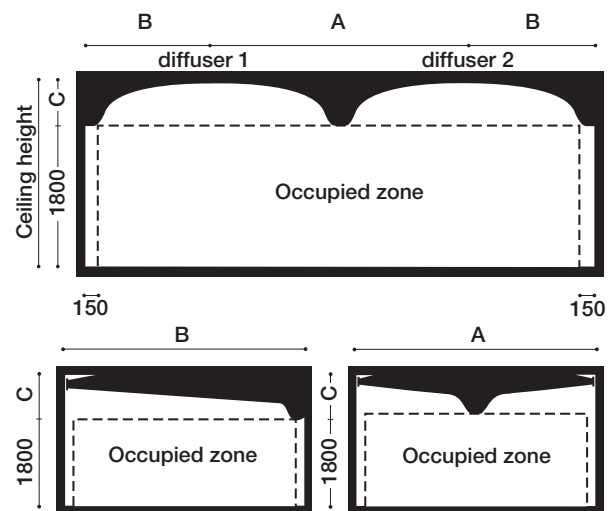 B A B
diffuser 1 diffuser 2
Ceiling height
C
1800
Occupied zone
150 150
B A
C
1800
Occupied zone
C
1800
Occupied zone